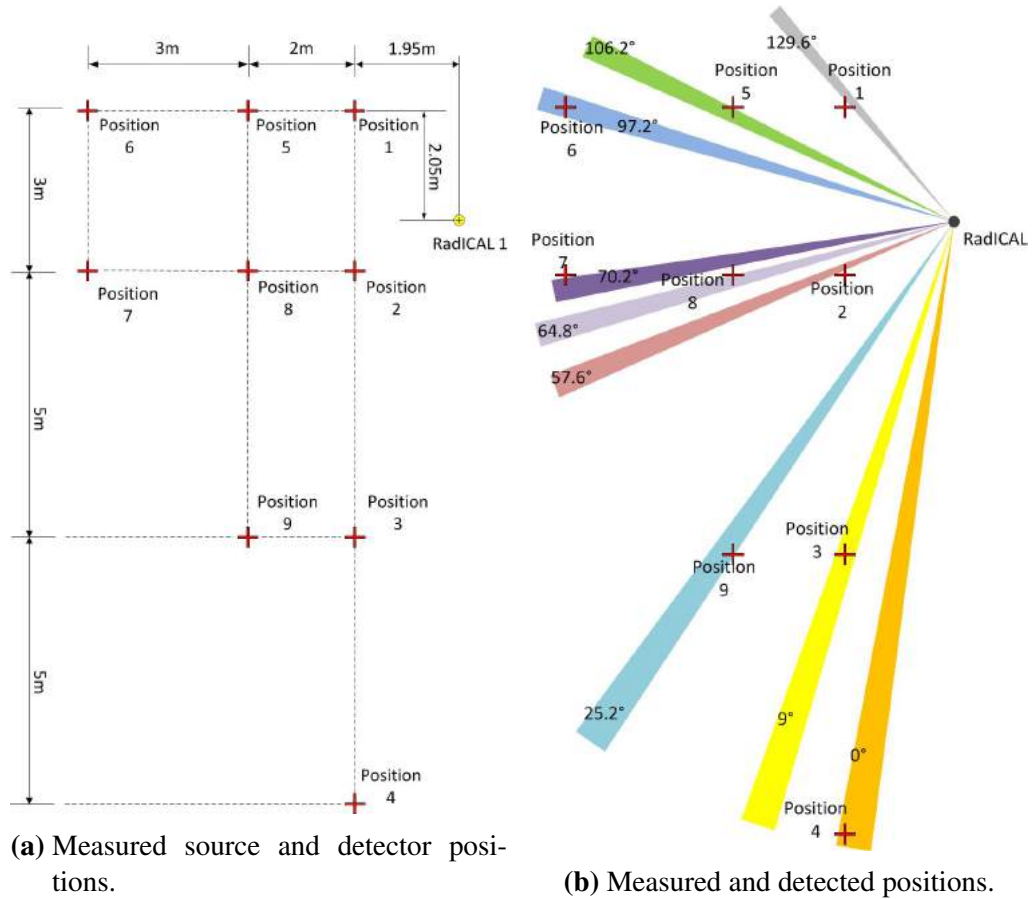 3m
2m
1.95m
Position
6
Position
5
Position
1
2.05m
3m
RadICAL 1
Position
7
Position
8
Position
2
5m
Position
9
Position
3
5m
Position
4
(a) Measured source and detector posi-
tions.
129.6°
106.2°
Position
5
Position
1
97.2°
Position
6
RadICAL
Position
7
70.2°
Position
8
Position
2
64.8°
57.6°
Position
3
Position
9
25.2°
9°
0°
Position
4
(b) Measured and detected positions.